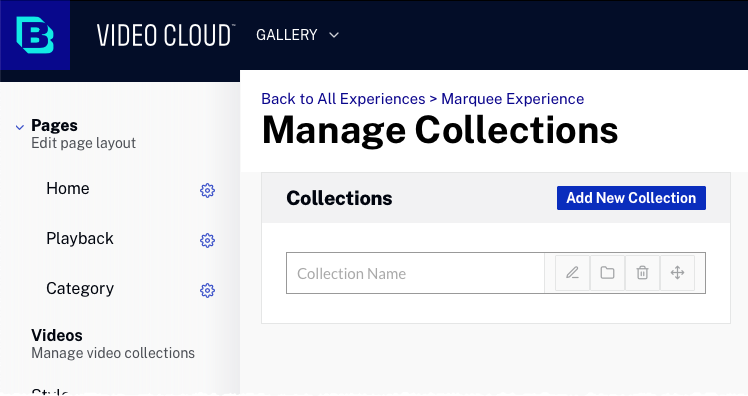 VIDEO CLOUD™ GALLERY
Pages
Edit page layout
Home
Playback
Category
Videos
Manage video collections
Back to All Experiences > Marquee Experience
Manage Collections
Collections
Add New Collection
Collection Name